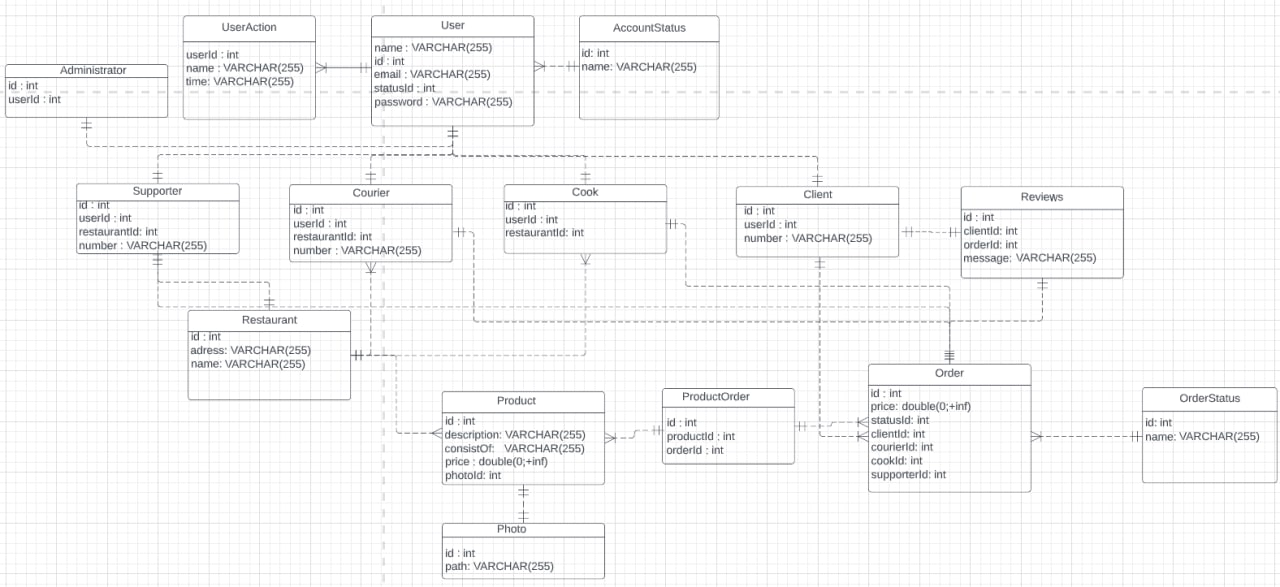 UserAction
userId : int
name : VARCHAR(255)
time: VARCHAR(255)
User
name : VARCHAR(255)
id : int
email : VARCHAR(255)
statusId : int
password : VARCHAR(255)
AccountStatus
id: int
name: VARCHAR(255)
Administrator
id : int
userId : int
Supporter
id : int
userId : int
restaurantId: int
number : VARCHAR(255)
Courier
id : int
userId : int
restaurantId: int
number : VARCHAR(255)
Cook
id : int
userId : int
restaurantId: int
Client
id : int
userId : int
number : VARCHAR(255)
Reviews
id : int
clientId: int
orderId: int
message: VARCHAR(255)
Restaurant
id : int
adress: VARCHAR(255)
name: VARCHAR(255)
Product
id : int
description: VARCHAR(255)
consistOf: VARCHAR(255)
price : double(0;+inf)
photoId: int
ProductOrder
id : int
productId : int
orderId : int
Order
id : int
price: double(0;+inf)
statusId: int
clientId: int
courierId: int
cookId: int
supporterId: int
OrderStatus
id: int
name: VARCHAR(255)
Photo
id : int
path: VARCHAR(255)